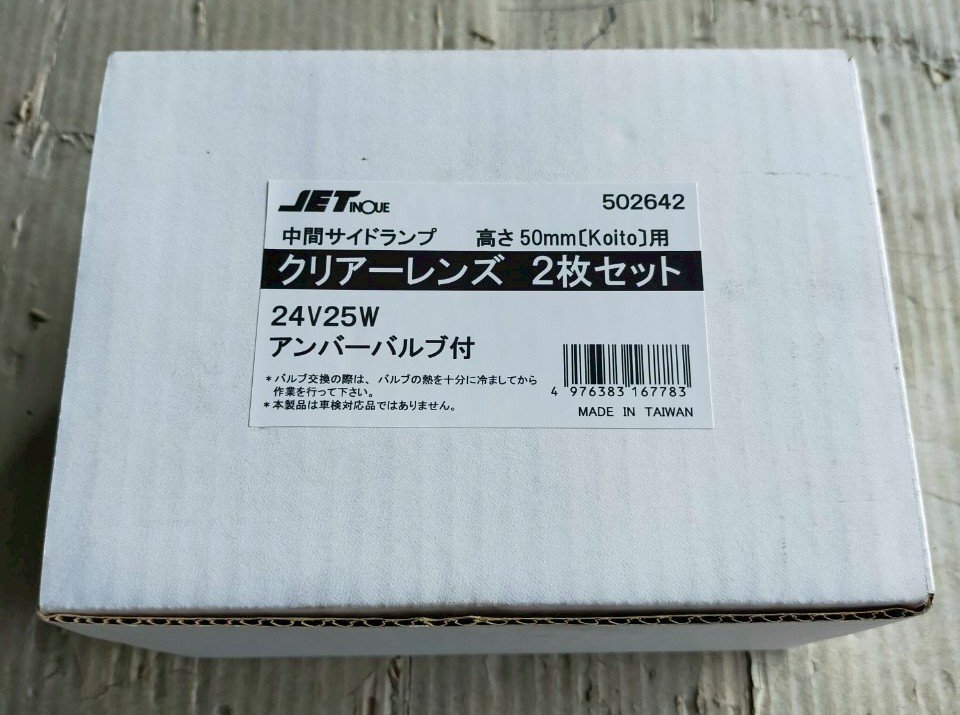 JET INOUE 502642
中間サイドランプ 高さ50mm〔Koito〕用
クリアーレンズ 2枚セット
24V25W
アンバーバルブ付
*バルブ交換の際は、バルブの熱を十分に冷ましてから
作業を行って下さい。
*本製品は車検対応品ではありません。
4 976383 167783
MADE IN TAIWAN